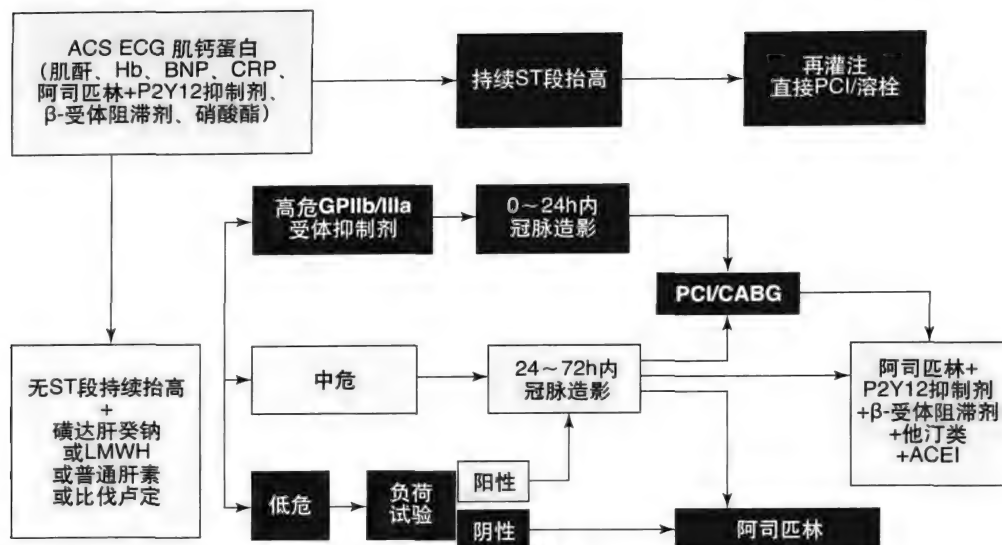 ACS ECG 肌钙蛋白
（肌酐、Hb、BNP、CRP、
阿司匹林+P2Y12抑制剂、
β-受体阻滞剂、硝酸酯）
持续ST段抬高
再灌注
直接PCI/溶栓
高危GPIIb/IIIa
受体抑制剂
0～24h内
冠脉造影
PCI/CABG
无ST段持续抬高
+
磺达肝癸钠
或LMWH
或普通肝素
或比伐卢定
中危
24～72h内
冠脉造影
阿司匹林+
P2Y12抑制剂
+β-受体阻滞剂
+他汀类
+ACEI
低危
负荷
试验
阳性
阴性
阿司匹林